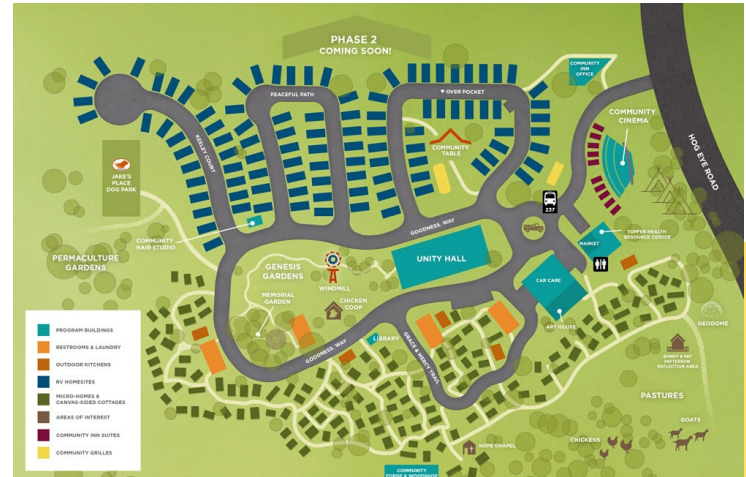 PHASE 2
COMING SOON!
COMMUNITY
INN
OFFICE
PEACEFUL PATH
♥ OVER POCKET
COMMUNITY
CINEMA
KEELEY COURT
COMMUNITY
TABLE
HOG EYE ROAD
JAKE'S
PLACE
DOG PARK
237
GOODNESS, WAY
COMMUNITY
HAIR STUDIO
TOPFER HEALTH
RESOURCE CENTER
MARKET
PERMACULTURE
GARDENS
UNITY HALL
GENESIS
GARDENS
WINDMILL
CAR CARE
MEMORIAL
GARDEN
CHICKEN
COOP
GEODOME
ART HOUSE
LIBRARY
GOODNESS, WAY
GRACE & MERCY TRAIL
PATTERSON
REFLECTION AREA
PROGRAM BUILDINGS
RESTROOMS & LAUNDRY
OUTDOOR KITCHENS
RV HOMESITES
MICRO-HOMES &
CANVAS-SIDED COTTAGES
AREAS OF INTEREST
COMMUNITY INN SUITES
COMMUNITY GRILLES
PASTURES
GOATS
CHICKENS
HOPE CHAPEL
COMMUNITY
FORGE & WOODSHOP